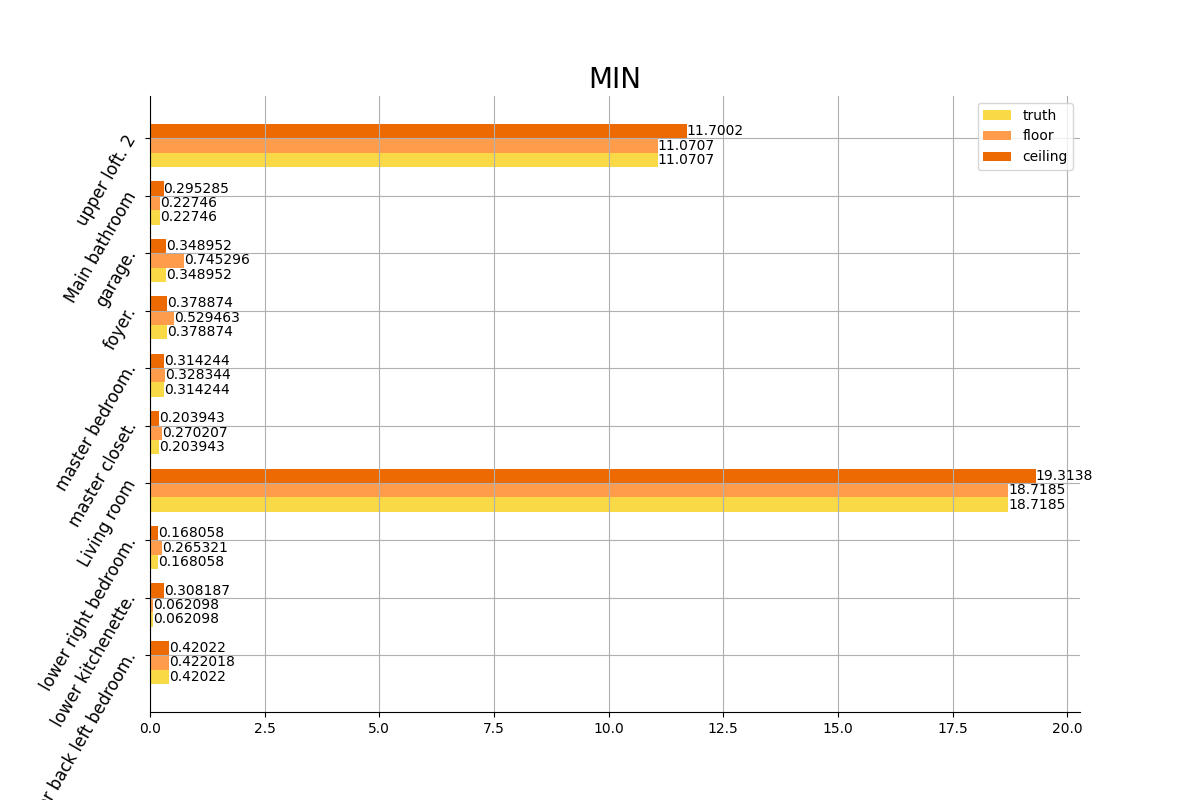 MIN
truth
floor
ceiling
upper loft. 2
11.7002
11.0707
11.0707
Main bathroom
0.295285
0.22746
0.22746
garage.
0.348952
0.745296
0.348952
foyer.
0.378874
0.529463
0.378874
master bedroom.
0.314244
0.328344
0.314244
master closet.
0.203943
0.270207
0.203943
Living room
19.3138
18.7185
18.7185
lower right bedroom.
0.168058
0.265321
0.168058
lower kitchenette.
0.308187
0.062098
0.062098
back left bedroom.
0.42022
0.422018
0.42022
0.0 2.5 5.0 7.5 10.0 12.5 15.0 17.5 20.0